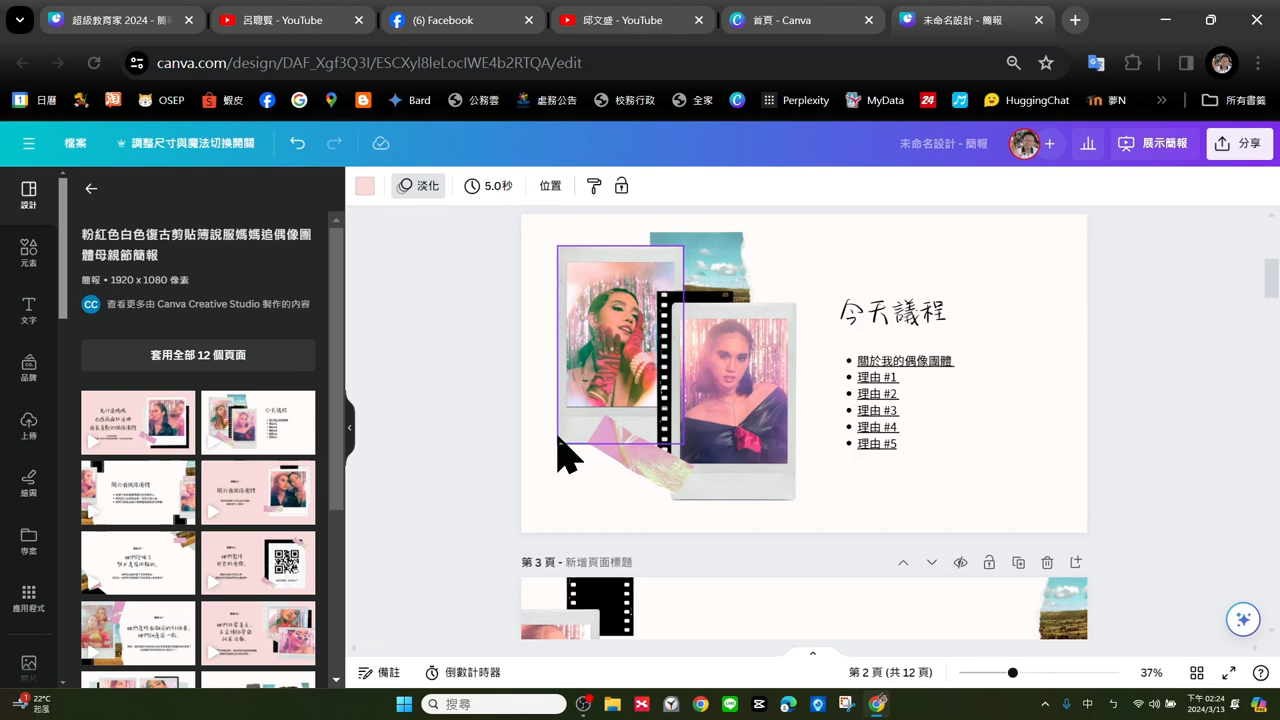 超級教育家 2024 - 簡
呂聰賢 - YouTube
(6) Facebook
邱文盛 - YouTube
首頁 - Canva
未命名設計 - 簡報
canva.com/design/DAF_Xgf3Q3I/ESCXyl8leLocIWE4b2RTQA/edit
日曆
淘
OSEP
蝦皮
Bard
公務雲
處務公告
校務行政
全家
Perplexity
MyData
24
HuggingChat
夢N
所有書籤
檔案
調整尺寸與魔法切換開關
未命名設計 - 簡報
展示簡報
分享
設計
元素
文字
品牌
上傳
繪圖
專案
應用程式
照片
粉紅色白色復古剪貼簿說服媽媽追偶像團
體母親節簡報
簡報 • 1920 x 1080 像素
CC
查看更多由 Canva Creative Studio 製作的內容
套用全部 12 個頁面
淡化
5.0秒
位置
今天議程
關於我的偶像團體
理由 #1
理由 #2
理由 #3
理由 #4
理由 #5
第 3 頁 - 新增頁面標題
備註
倒數計時器
第 2 頁 (共 12 頁)
37%
22°C
起風
搜尋
中
下午 02:24
2024/3/13